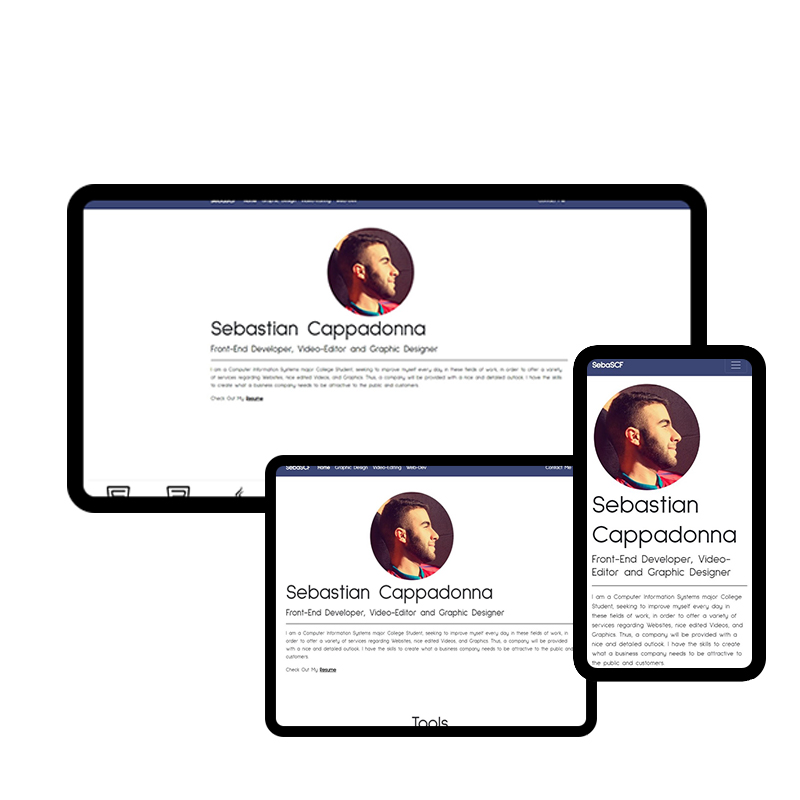 SebaSCF Home Graphic Design Video-Editing Web-Dev Contact Me
Sebastian Cappadonna
Front-End Developer, Video-Editor and Graphic Designer
I am a Computer Information Systems major College Student, seeking to improve myself every day in these fields of work, in order to offer a variety
of services regarding Websites, nice edited Videos, and Graphics. Thus, a company will be provided with a nice and detailed outlook. I have the skills
to create what a business company needs to be attractive to the public and customers.
Check Out My Resume
SebaSCF Home Graphic Design Video-Editing Web-Dev Contact Me
Sebastian Cappadonna
Front-End Developer, Video-Editor and Graphic Designer
I am a Computer Information Systems major College Student, seeking to improve myself every day in these fields of work, in
order to offer a variety of services regarding Websites, nice edited Videos, and Graphics. Thus, a company will be provided
with a nice and detailed outlook. I have the skills to create what a business company needs to be attractive to the public and
customers.
Check Out My Resume
Tools
SebaSCF
Sebastian
Cappadonna
Front-End Developer, Video-
Editor and Graphic Designer
I am a Computer Information Systems major College
Student, seeking to improve myself every day in
these fields of work, in order to offer a variety of
services regarding Websites, nice edited Videos, and
Graphics. Thus, a company will be provided with a
nice and detailed outlook. I have the skills to create
what a business company needs to be attractive to
the public and customers.